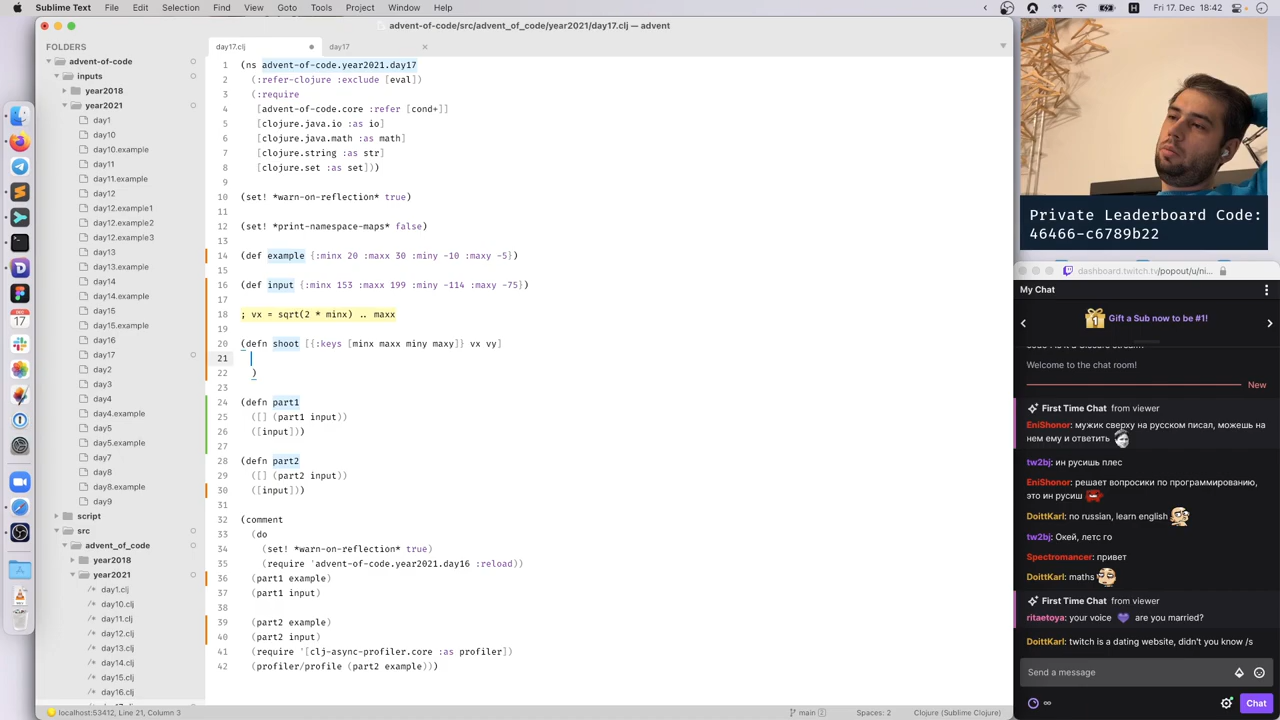 Sublime Text File Edit Selection Find View Goto Tools Project Window Help
Fri 17. Dec 18:42
advent-of-code/src/advent_of_code/year2021/day17.clj — advent
FOLDERS
advent-of-code
inputs
year2018
year2021
day1
day10
day10.example
day11
day11.example
day12
day12.example1
day12.example2
day12.example3
day13
day13.example
day14
day14.example
day15
day15.example
day16
day17
day2
day3
day4
day4.example
day5
day5.example
day7
day8
day8.example
day9
script
src
advent_of_code
year2018
year2021
/* day1.clj
/* day10.clj
/* day11.clj
/* day12.clj
/* day13.clj
/* day14.clj
/* day15.clj
/* day16.clj
day17.clj
day17
1 (ns advent-of-code.year2021.day17
2 (:refer-clojure :exclude [eval])
3 (:require
4 [advent-of-code.core :refer [cond+]]
5 [clojure.java.io :as io]
6 [clojure.java.math :as math]
7 [clojure.string :as str]
8 [clojure.set :as set]))
9
10 (set! *warn-on-reflection* true)
11
12 (set! *print-namespace-maps* false)
13
14 (def example {:minx 20 :maxx 30 :miny -10 :maxy -5})
15
16 (def input {:minx 153 :maxx 199 :miny -114 :maxy -75})
17
18 ; vx = sqrt(2 * minx) .. maxx
19
20 (defn shoot [{:keys [minx maxx miny maxy]} vx vy]
21
22 )
23
24 (defn part1
25 ([] (part1 input))
26 ([input]))
27
28 (defn part2
29 ([] (part2 input))
30 ([input]))
31
32 (comment
33 (do
34 (set! *warn-on-reflection* true)
35 (require 'advent-of-code.year2021.day16 :reload))
36 (part1 example)
37 (part1 input)
38
39 (part2 example)
40 (part2 input)
41 (require '[clj-async-profiler.core :as profiler])
42 (profiler/profile (part2 example)))
localhost:53412, Line 21, Column 3
main 2
Spaces: 2
Clojure (Sublime Clojure)
DEC
17
Private Leaderboard Code:
46466-c6789b22
dashboard.twitch.tv/popout/u/ni...
My Chat
1
Gift a Sub now to be #1!
Welcome to the chat room!
New
First Time Chat from viewer
EniShonor: мужик сверху на русском писал, можешь на
нем ему и ответить
tw2bj: ин русишь плес
EniShonor: решает вопросики по программированию,
это ин русиш
DoittKarl: no russian, learn english
tw2bj: Окей, летс го
Spectromancer: привет
DoittKarl: maths
First Time Chat from viewer
ritaetoya: your voice are you married?
DoittKarl: twitch is a dating website, didn't you know /s
Send a message
∞
Chat